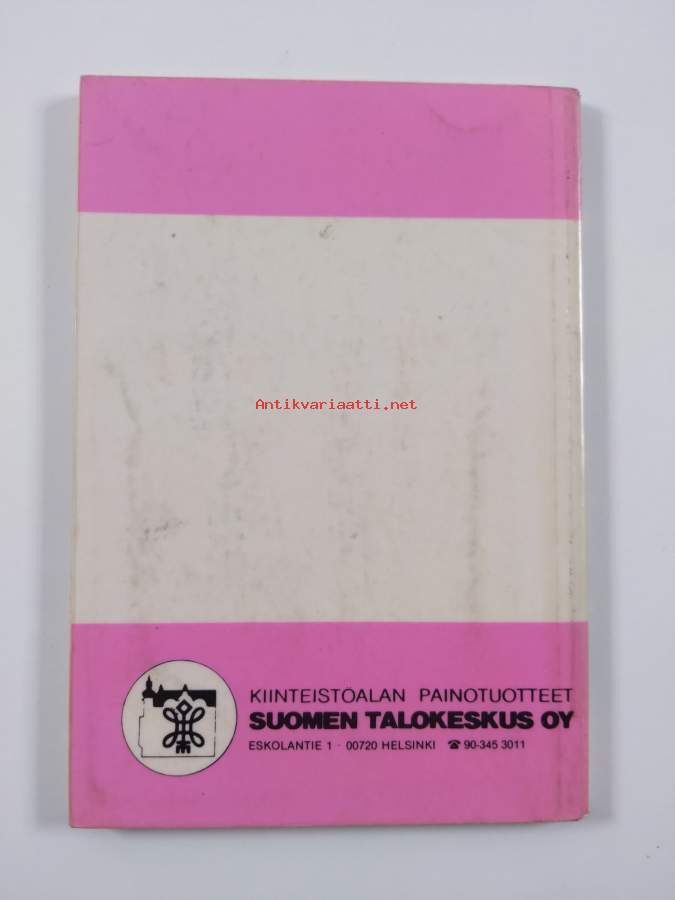 Antikvariaatti.net
KIINTEISTÖALAN PAINOTUOTTEET
SUOMEN TALOKESKUS OY
ESKOLANTIE 1 · 00720 HELSINKI ☎ 90-345 3011